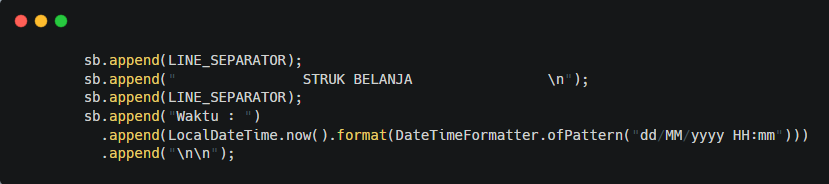 sb.append(LINE_SEPARATOR);
sb.append("               STRUK BELANJA                \n");
sb.append(LINE_SEPARATOR);
sb.append("Waktu : ")
  .append(LocalDateTime.now().format(DateTimeFormatter.ofPattern("dd/MM/yyyy HH:mm")))
  .append("\n\n");